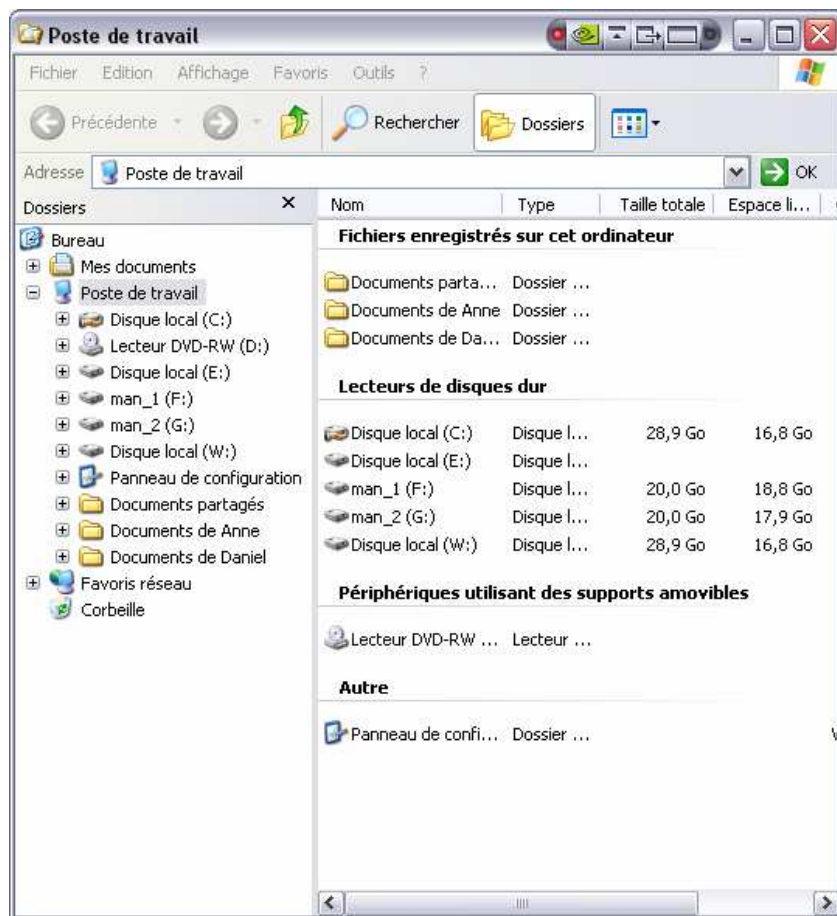 Poste de travail
Fichier Edition Affichage Favoris Outils ?
Précédente Rechercher Dossiers
Adresse Poste de travail OK
Dossiers
Bureau
Mes documents
Poste de travail
Disque local (C:)
Lecteur DVD-RW (D:)
Disque local (E:)
man_1 (F:)
man_2 (G:)
Disque local (W:)
Panneau de configuration
Documents partagés
Documents de Anne
Documents de Daniel
Favoris réseau
Corbeille
Nom Type Taille totale Espace li...
Fichiers enregistrés sur cet ordinateur
Documents parta... Dossier ...
Documents de Anne Dossier ...
Documents de Da... Dossier ...
Lecteurs de disques dur
Disque local (C:) Disque l... 28,9 Go 16,8 Go
Disque local (E:) Disque l...
man_1 (F:) Disque l... 20,0 Go 18,8 Go
man_2 (G:) Disque l... 20,0 Go 17,9 Go
Disque local (W:) Disque l... 28,9 Go 16,8 Go
Périphériques utilisant des supports amovibles
Lecteur DVD-RW ... Lecteur ...
Autre
Panneau de confi... Dossier ...